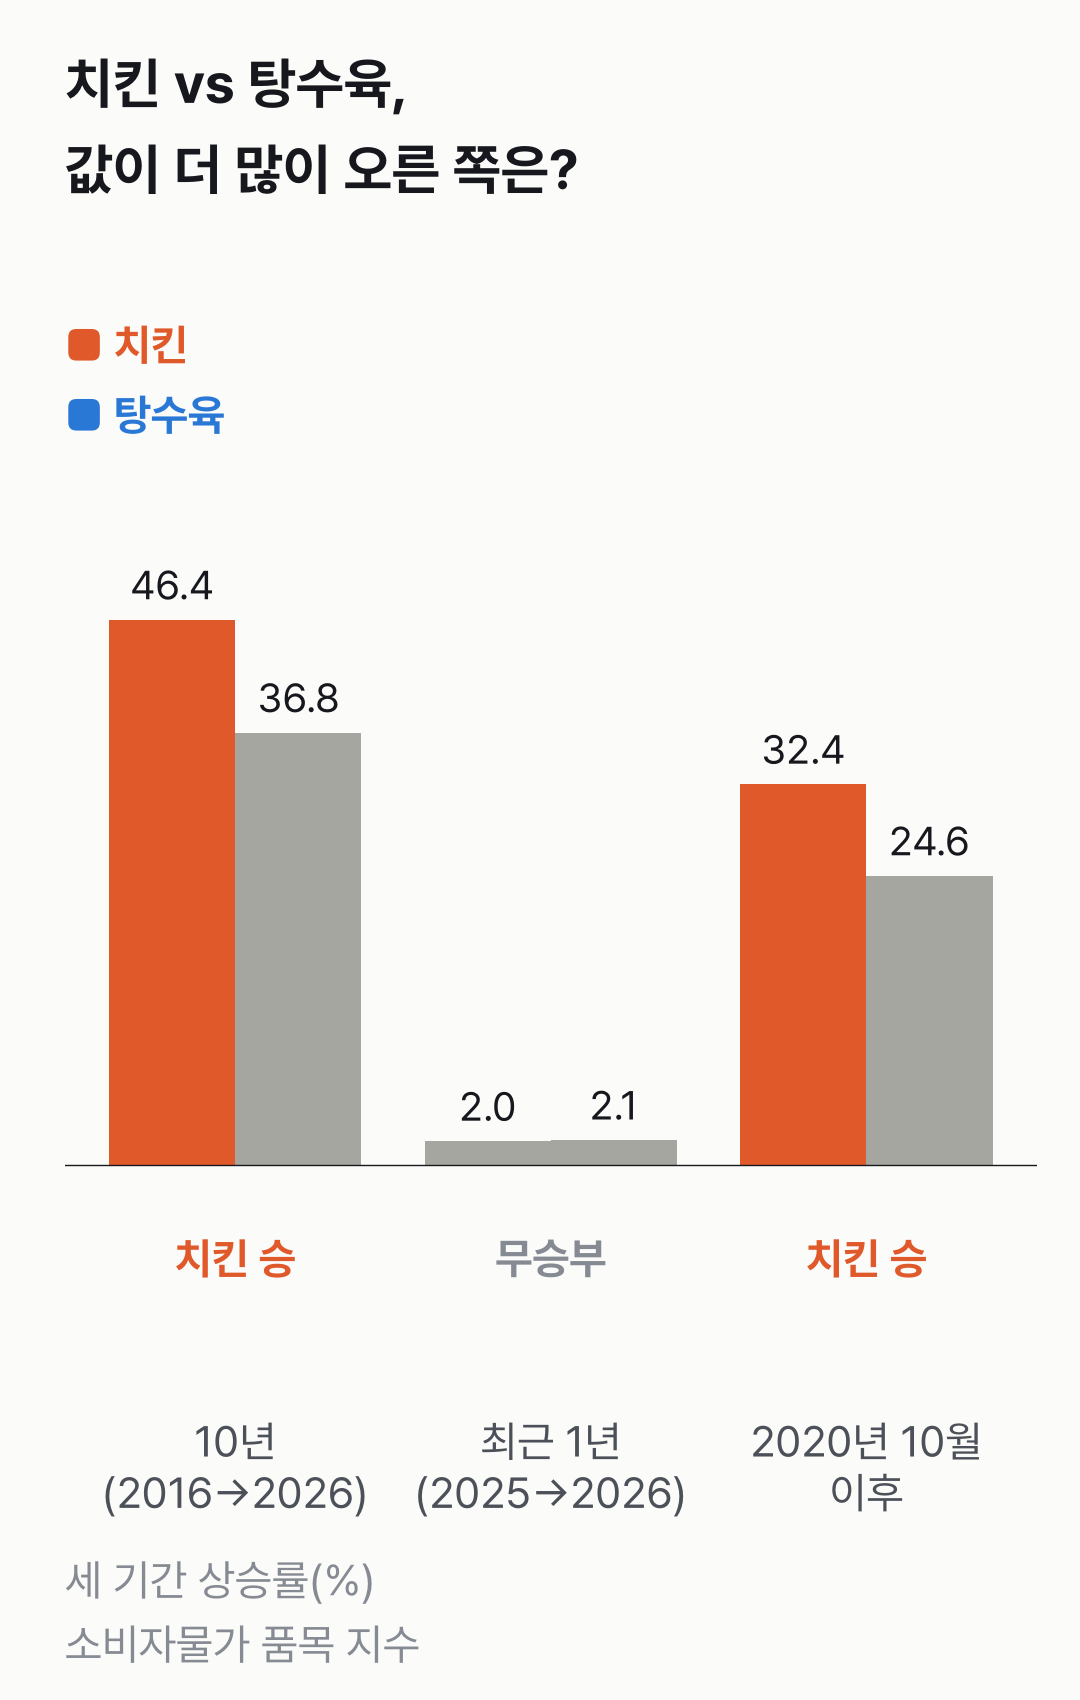 치킨 vs 탕수육,
값이 더 많이 오른 쪽은?
치킨
탕수육
46.4
36.8
2.0
2.1
32.4
24.6
치킨 승
무승부
치킨 승
10년
(2016→2026)
최근 1년
(2025→2026)
2020년 10월
이후
세 기간 상승률(%)
소비자물가 품목 지수